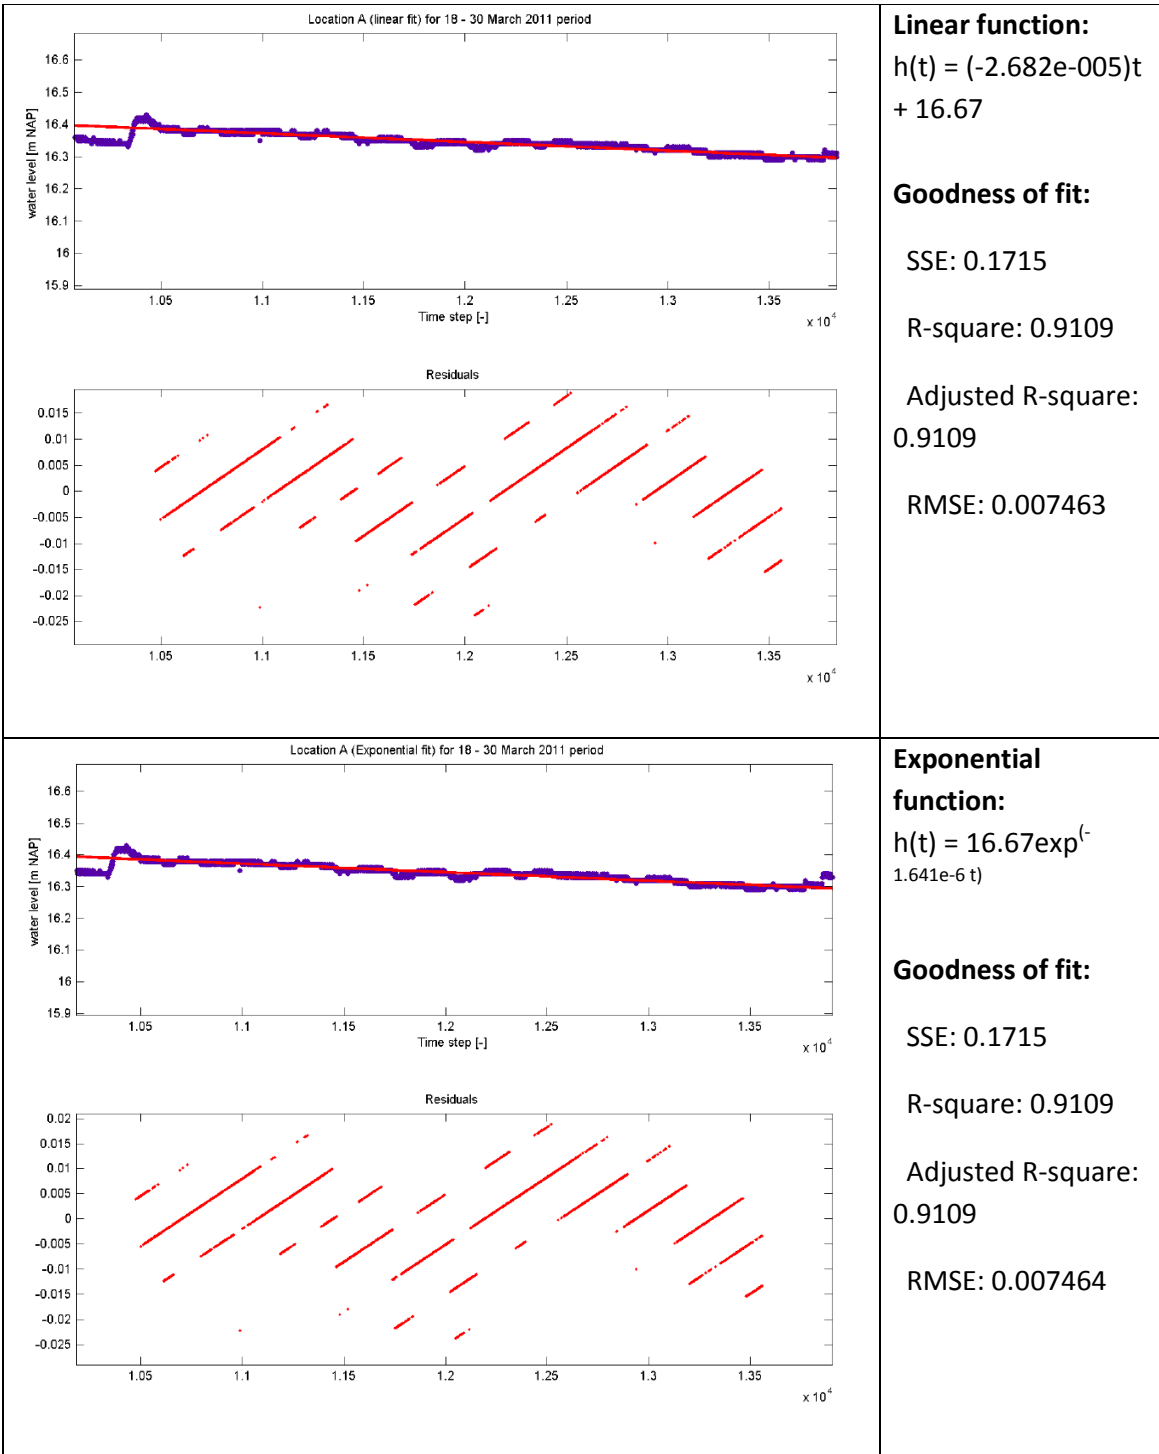 Location A (linear fit) for 18 - 30 March 2011 period
16.6
16.5
16.4
16.3
16.2
16.1
16
15.9
water level [m NAP]
1.05 1.1 1.15 1.2 1.25 1.3 1.35
Time step [-]
x 10^4
Residuals
0.015
0.01
0.005
0
-0.005
-0.01
-0.015
-0.02
-0.025
1.05 1.1 1.15 1.2 1.25 1.3 1.35
x 10^4
Linear function:
h(t) = (-2.682e-005)t
+ 16.67
Goodness of fit:
SSE: 0.1715
R-square: 0.9109
Adjusted R-square:
0.9109
RMSE: 0.007463
Location A (Exponential fit) for 18 - 30 March 2011 period
16.6
16.5
16.4
16.3
16.2
16.1
16
15.9
water level [m NAP]
1.05 1.1 1.15 1.2 1.25 1.3 1.35
Time step [-]
x 10^4
Residuals
0.02
0.015
0.01
0.005
0
-0.005
-0.01
-0.015
-0.02
-0.025
1.05 1.1 1.15 1.2 1.25 1.3 1.35
x 10^4
Exponential
function:
h(t) = 16.67exp^(-
1.641e-6 t)
Goodness of fit:
SSE: 0.1715
R-square: 0.9109
Adjusted R-square:
0.9109
RMSE: 0.007464